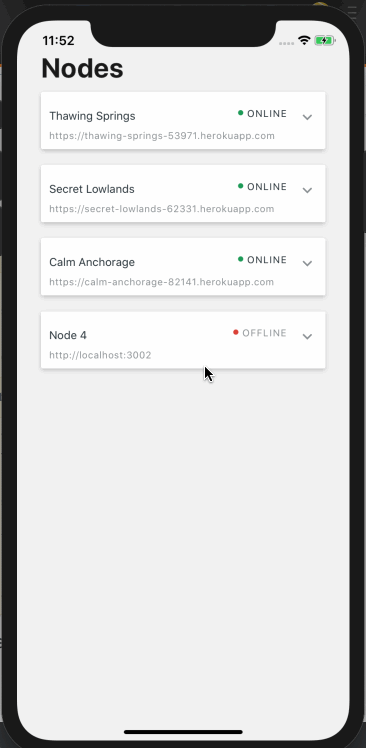 11:52
Nodes
Thawing Springs
ONLINE
https://thawing-springs-53971.herokuapp.com
Secret Lowlands
ONLINE
https://secret-lowlands-62331.herokuapp.com
Calm Anchorage
ONLINE
https://calm-anchorage-82141.herokuapp.com
Node 4
OFFLINE
http://localhost:3002